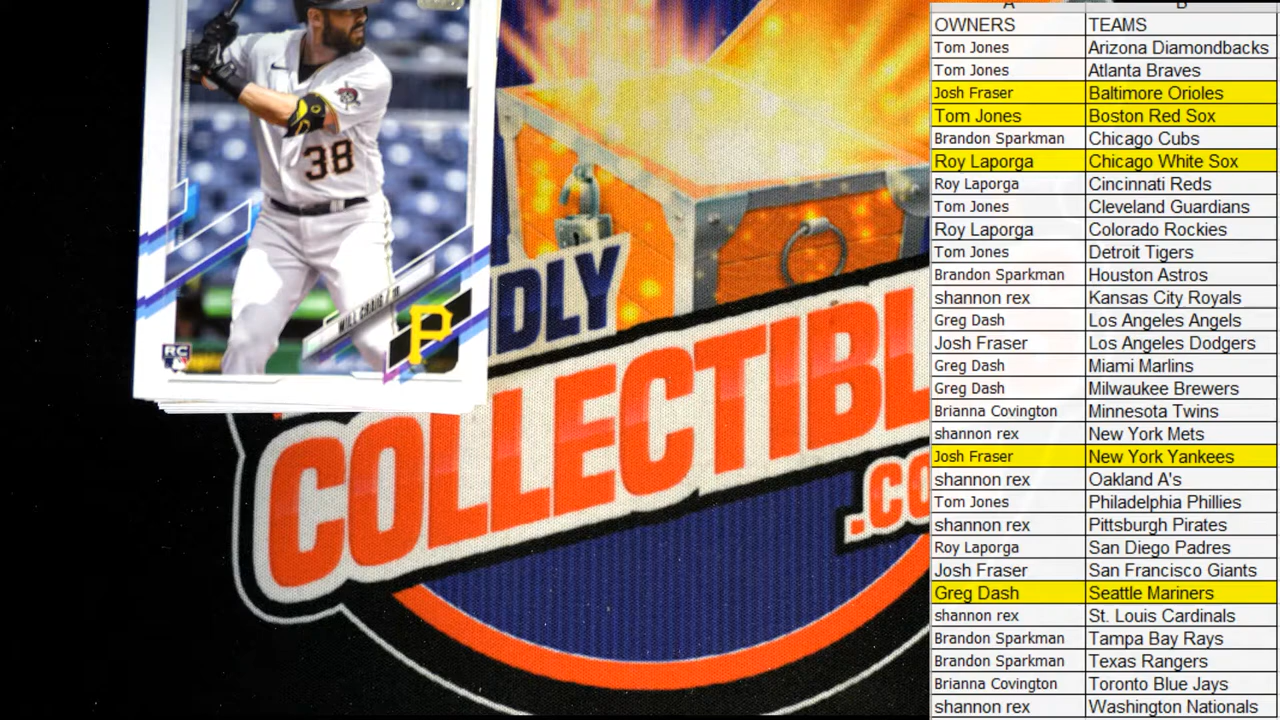 38
WILL CRAIG / 1B
P
RC
DLY
COLLECTIBL
.CO
A B
OWNERS TEAMS
Tom Jones Arizona Diamondbacks
Tom Jones Atlanta Braves
Josh Fraser Baltimore Orioles
Tom Jones Boston Red Sox
Brandon Sparkman Chicago Cubs
Roy Laporga Chicago White Sox
Roy Laporga Cincinnati Reds
Tom Jones Cleveland Guardians
Roy Laporga Colorado Rockies
Tom Jones Detroit Tigers
Brandon Sparkman Houston Astros
shannon rex Kansas City Royals
Greg Dash Los Angeles Angels
Josh Fraser Los Angeles Dodgers
Greg Dash Miami Marlins
Greg Dash Milwaukee Brewers
Brianna Covington Minnesota Twins
shannon rex New York Mets
Josh Fraser New York Yankees
shannon rex Oakland A's
Tom Jones Philadelphia Phillies
shannon rex Pittsburgh Pirates
Roy Laporga San Diego Padres
Josh Fraser San Francisco Giants
Greg Dash Seattle Mariners
shannon rex St. Louis Cardinals
Brandon Sparkman Tampa Bay Rays
Brandon Sparkman Texas Rangers
Brianna Covington Toronto Blue Jays
shannon rex Washington Nationals